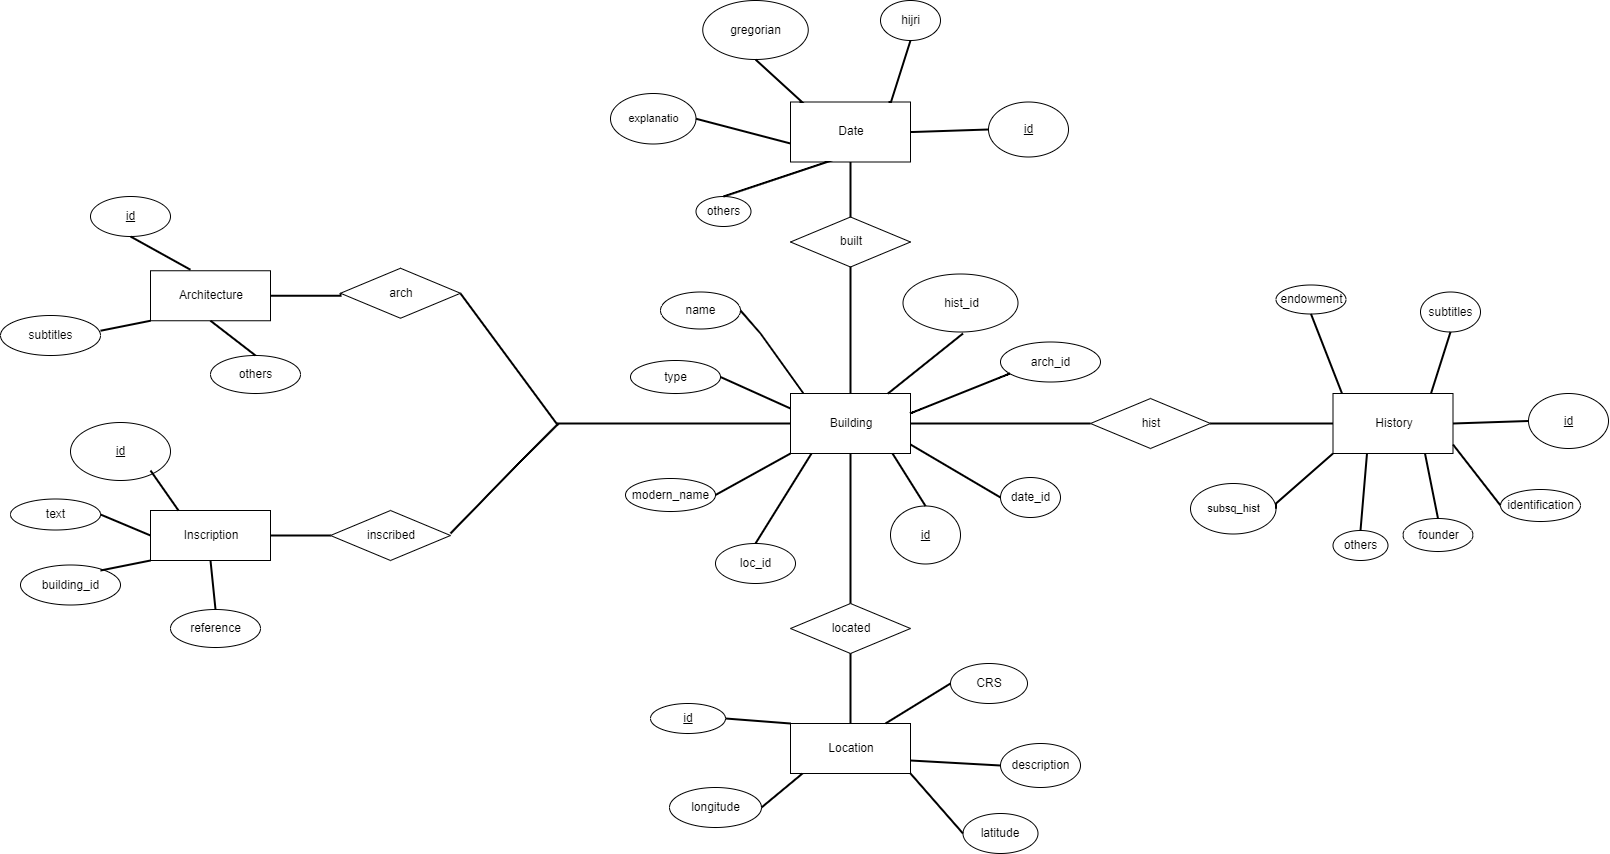 hijri
gregorian
explanatio
Date
id
others
id
built
Architecture
arch
hist_id
name
endowment
subtitles
subtitles
arch_id
others
type
Building
hist
History
id
id
modern_name
date_id
identification
subsq_hist
text
Inscription
inscribed
id
founder
others
loc_id
building_id
reference
located
CRS
id
Location
description
longitude
latitude